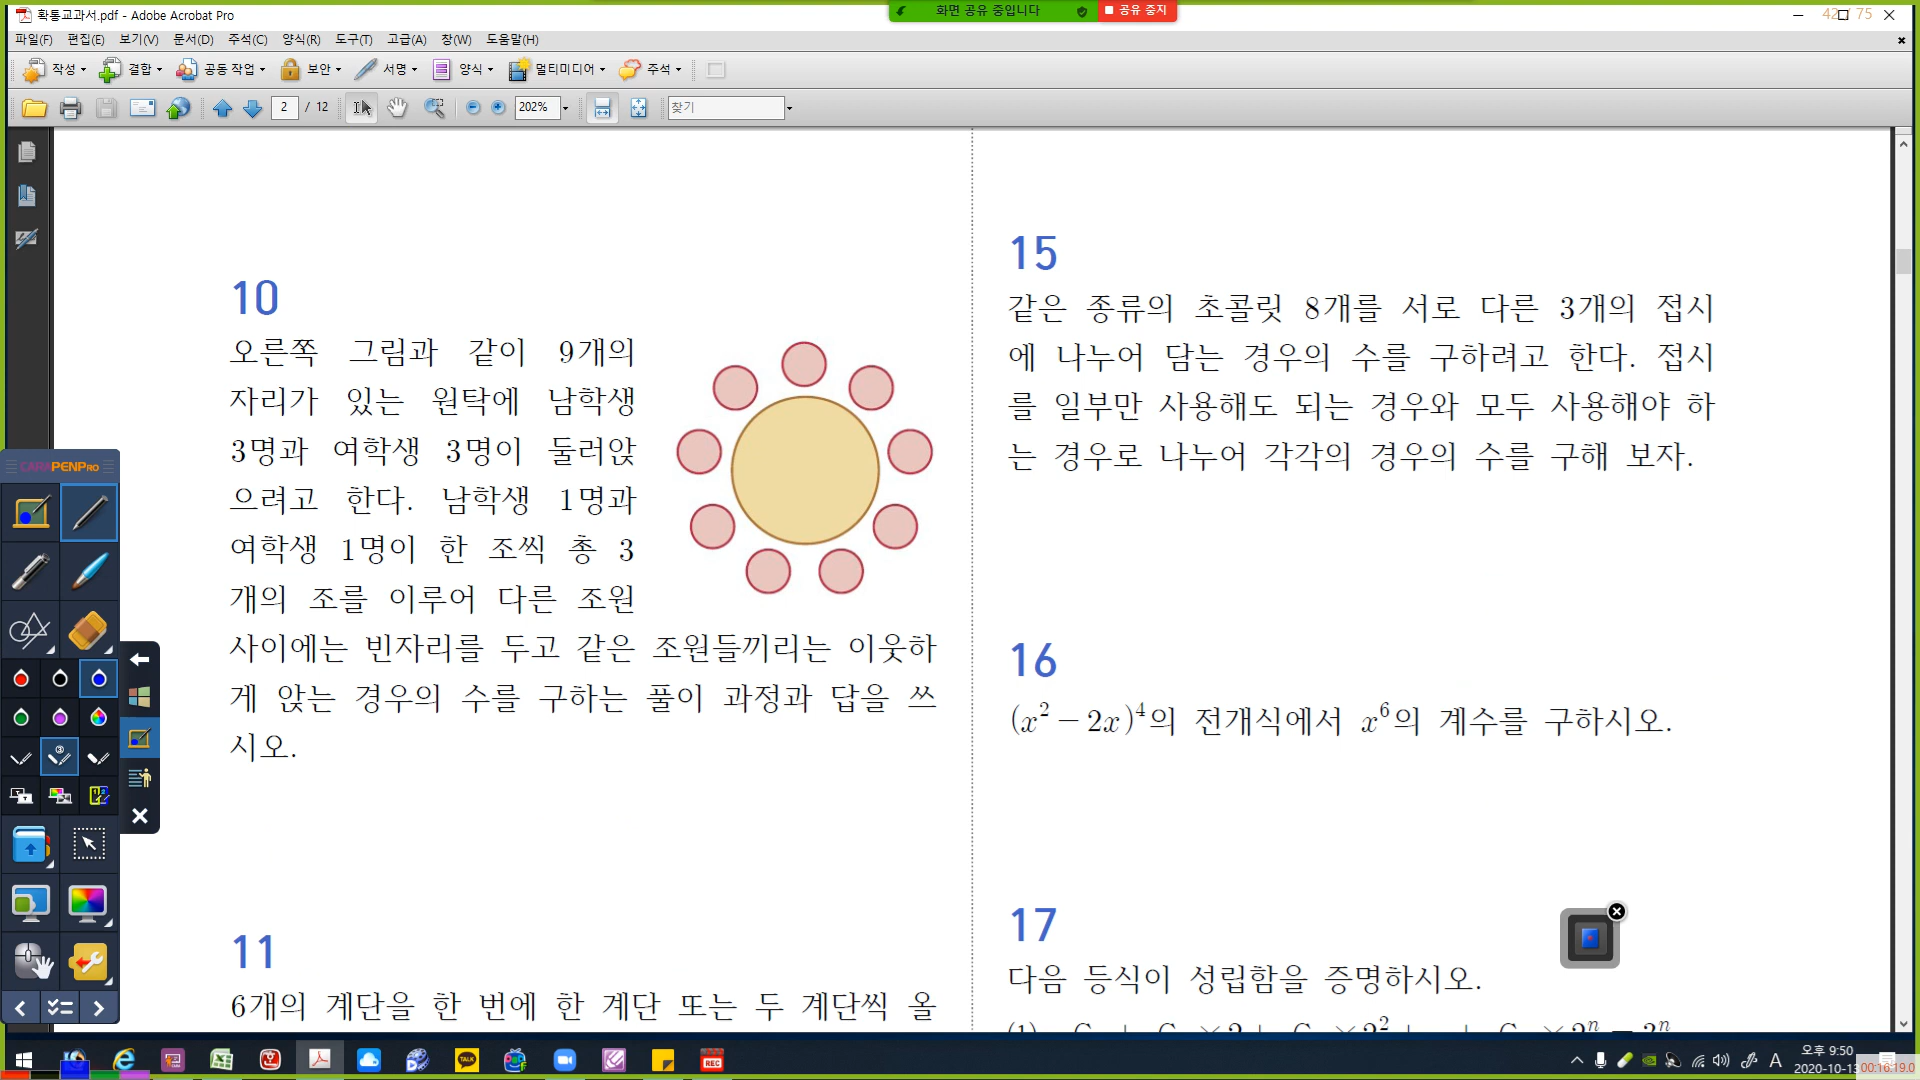 확통교과서.pdf - Adobe Acrobat Pro
화면 공유 중입니다
공유 중지
42 / 75
파일(F) 편집(E) 보기(V) 문서(D) 주석(C) 양식(R) 도구(T) 고급(A) 창(W) 도움말(H)
작성 결합 공동 작업 보안 서명 양식 멀티미디어 주석
2 / 12 202% 찾기
10
오른쪽 그림과 같이 9개의
자리가 있는 원탁에 남학생
3명과 여학생 3명이 둘러앉
으려고 한다. 남학생 1명과
여학생 1명이 한 조씩 총 3
개의 조를 이루어 다른 조원
사이에는 빈자리를 두고 같은 조원들끼리는 이웃하
게 앉는 경우의 수를 구하는 풀이 과정과 답을 쓰
시오.
11
6개의 계단을 한 번에 한 계단 또는 두 계단씩 올
15
같은 종류의 초콜릿 8개를 서로 다른 3개의 접시
에 나누어 담는 경우의 수를 구하려고 한다. 접시
를 일부만 사용해도 되는 경우와 모두 사용해야 하
는 경우로 나누어 각각의 경우의 수를 구해 보자.
16
(x² − 2x)⁴의 전개식에서 x⁶의 계수를 구하시오.
17
다음 등식이 성립함을 증명하시오.
CARAPENPRO
TALK
REC
A
오후 9:50
2020-10-13
00:16:19.0